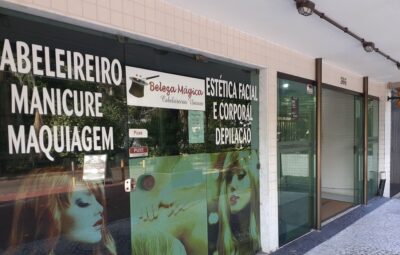 ABELEIREIRO
MANICURE
MAQUIAGEM
Beleza Mágica
ESTÉTICA FACIAL
E CORPORAL
DEPILAÇÃO